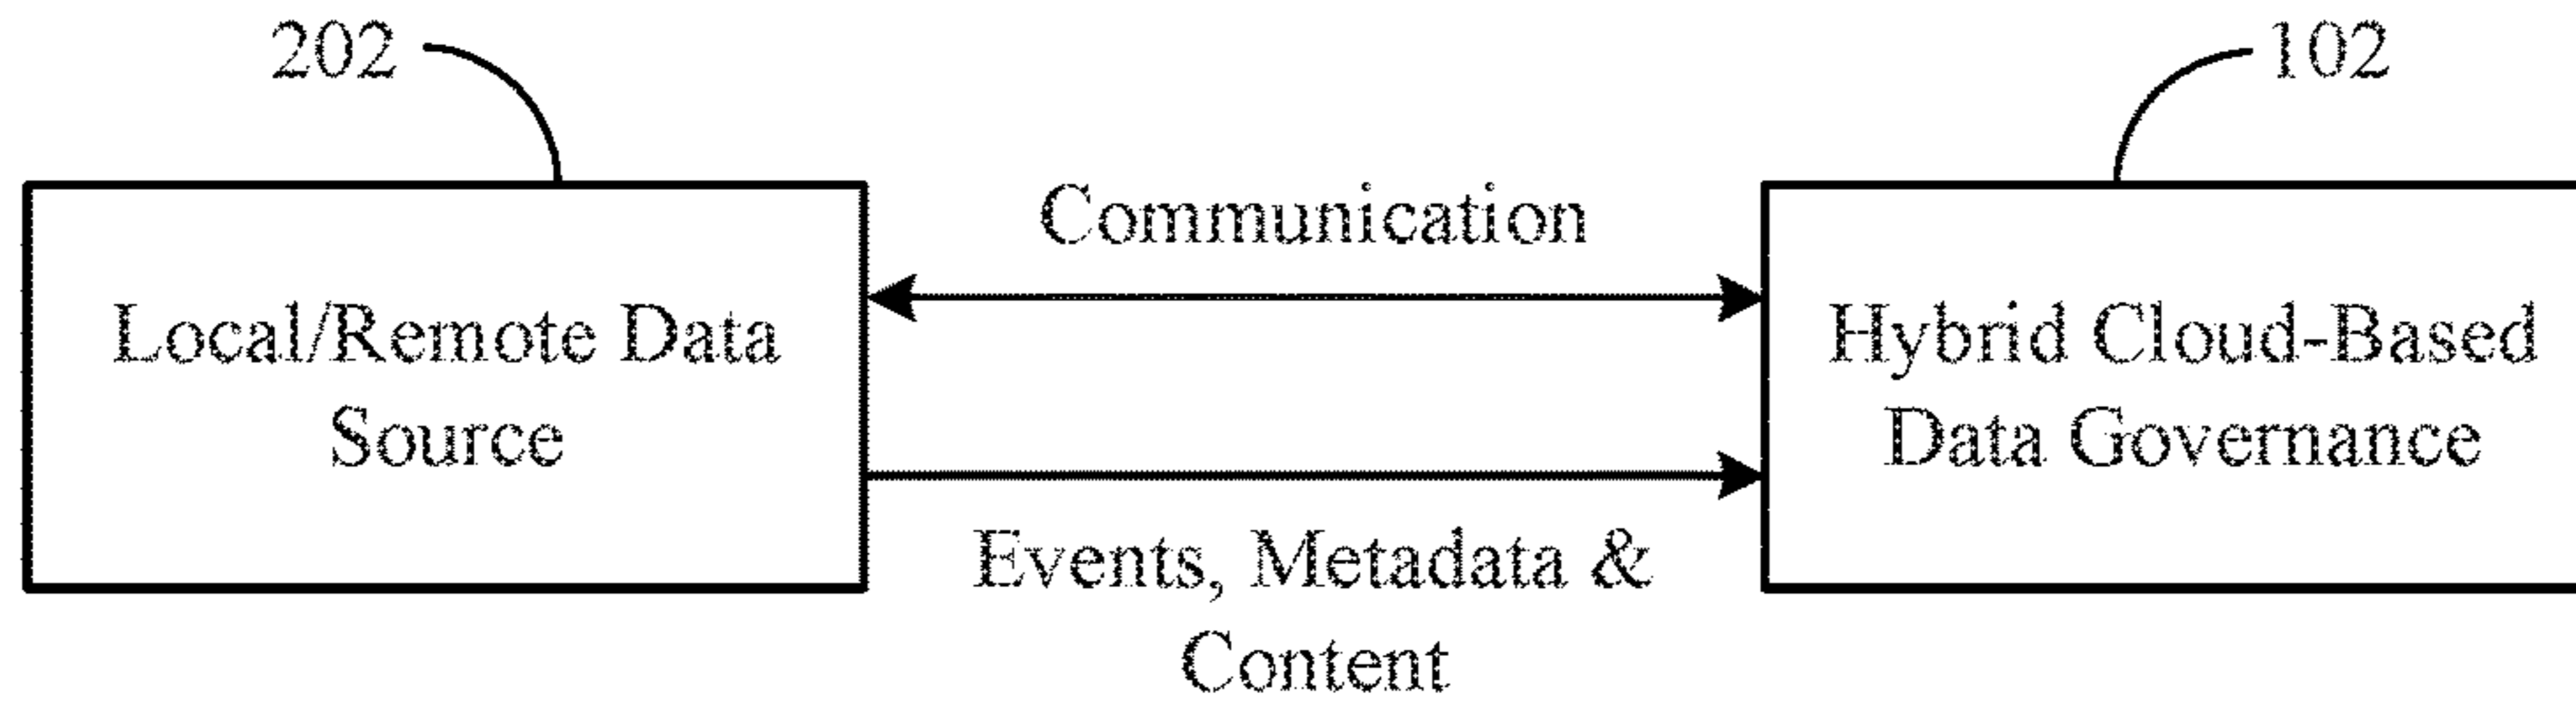 202
102
Communication
Local/Remote Data
Source
Hybrid Cloud-Based
Data Governance
Events, Metadata &
Content